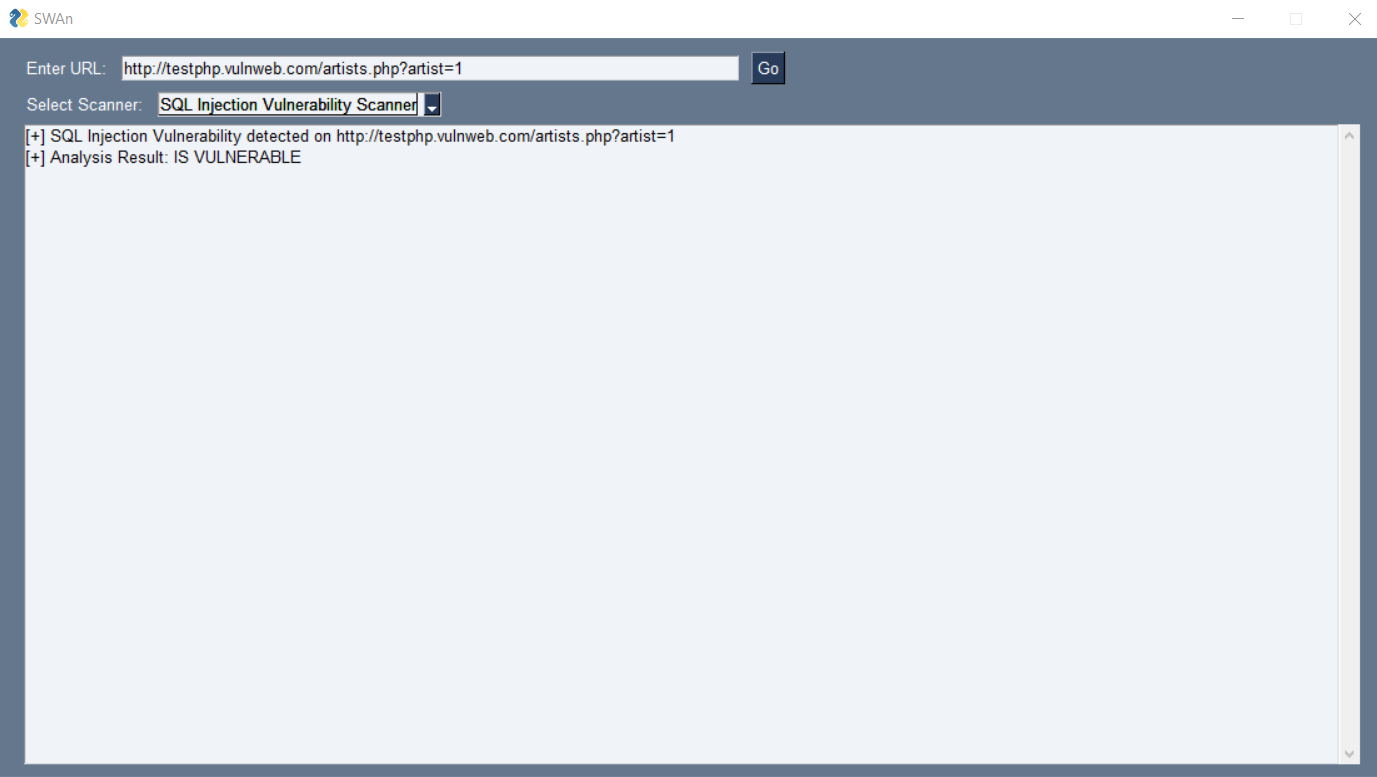 SWAn
Enter URL: http://testphp.vulnweb.com/artists.php?artist=1 Go
Select Scanner: SQL Injection Vulnerability Scanner
[+] SQL Injection Vulnerability detected on http://testphp.vulnweb.com/artists.php?artist=1
[+] Analysis Result: IS VULNERABLE